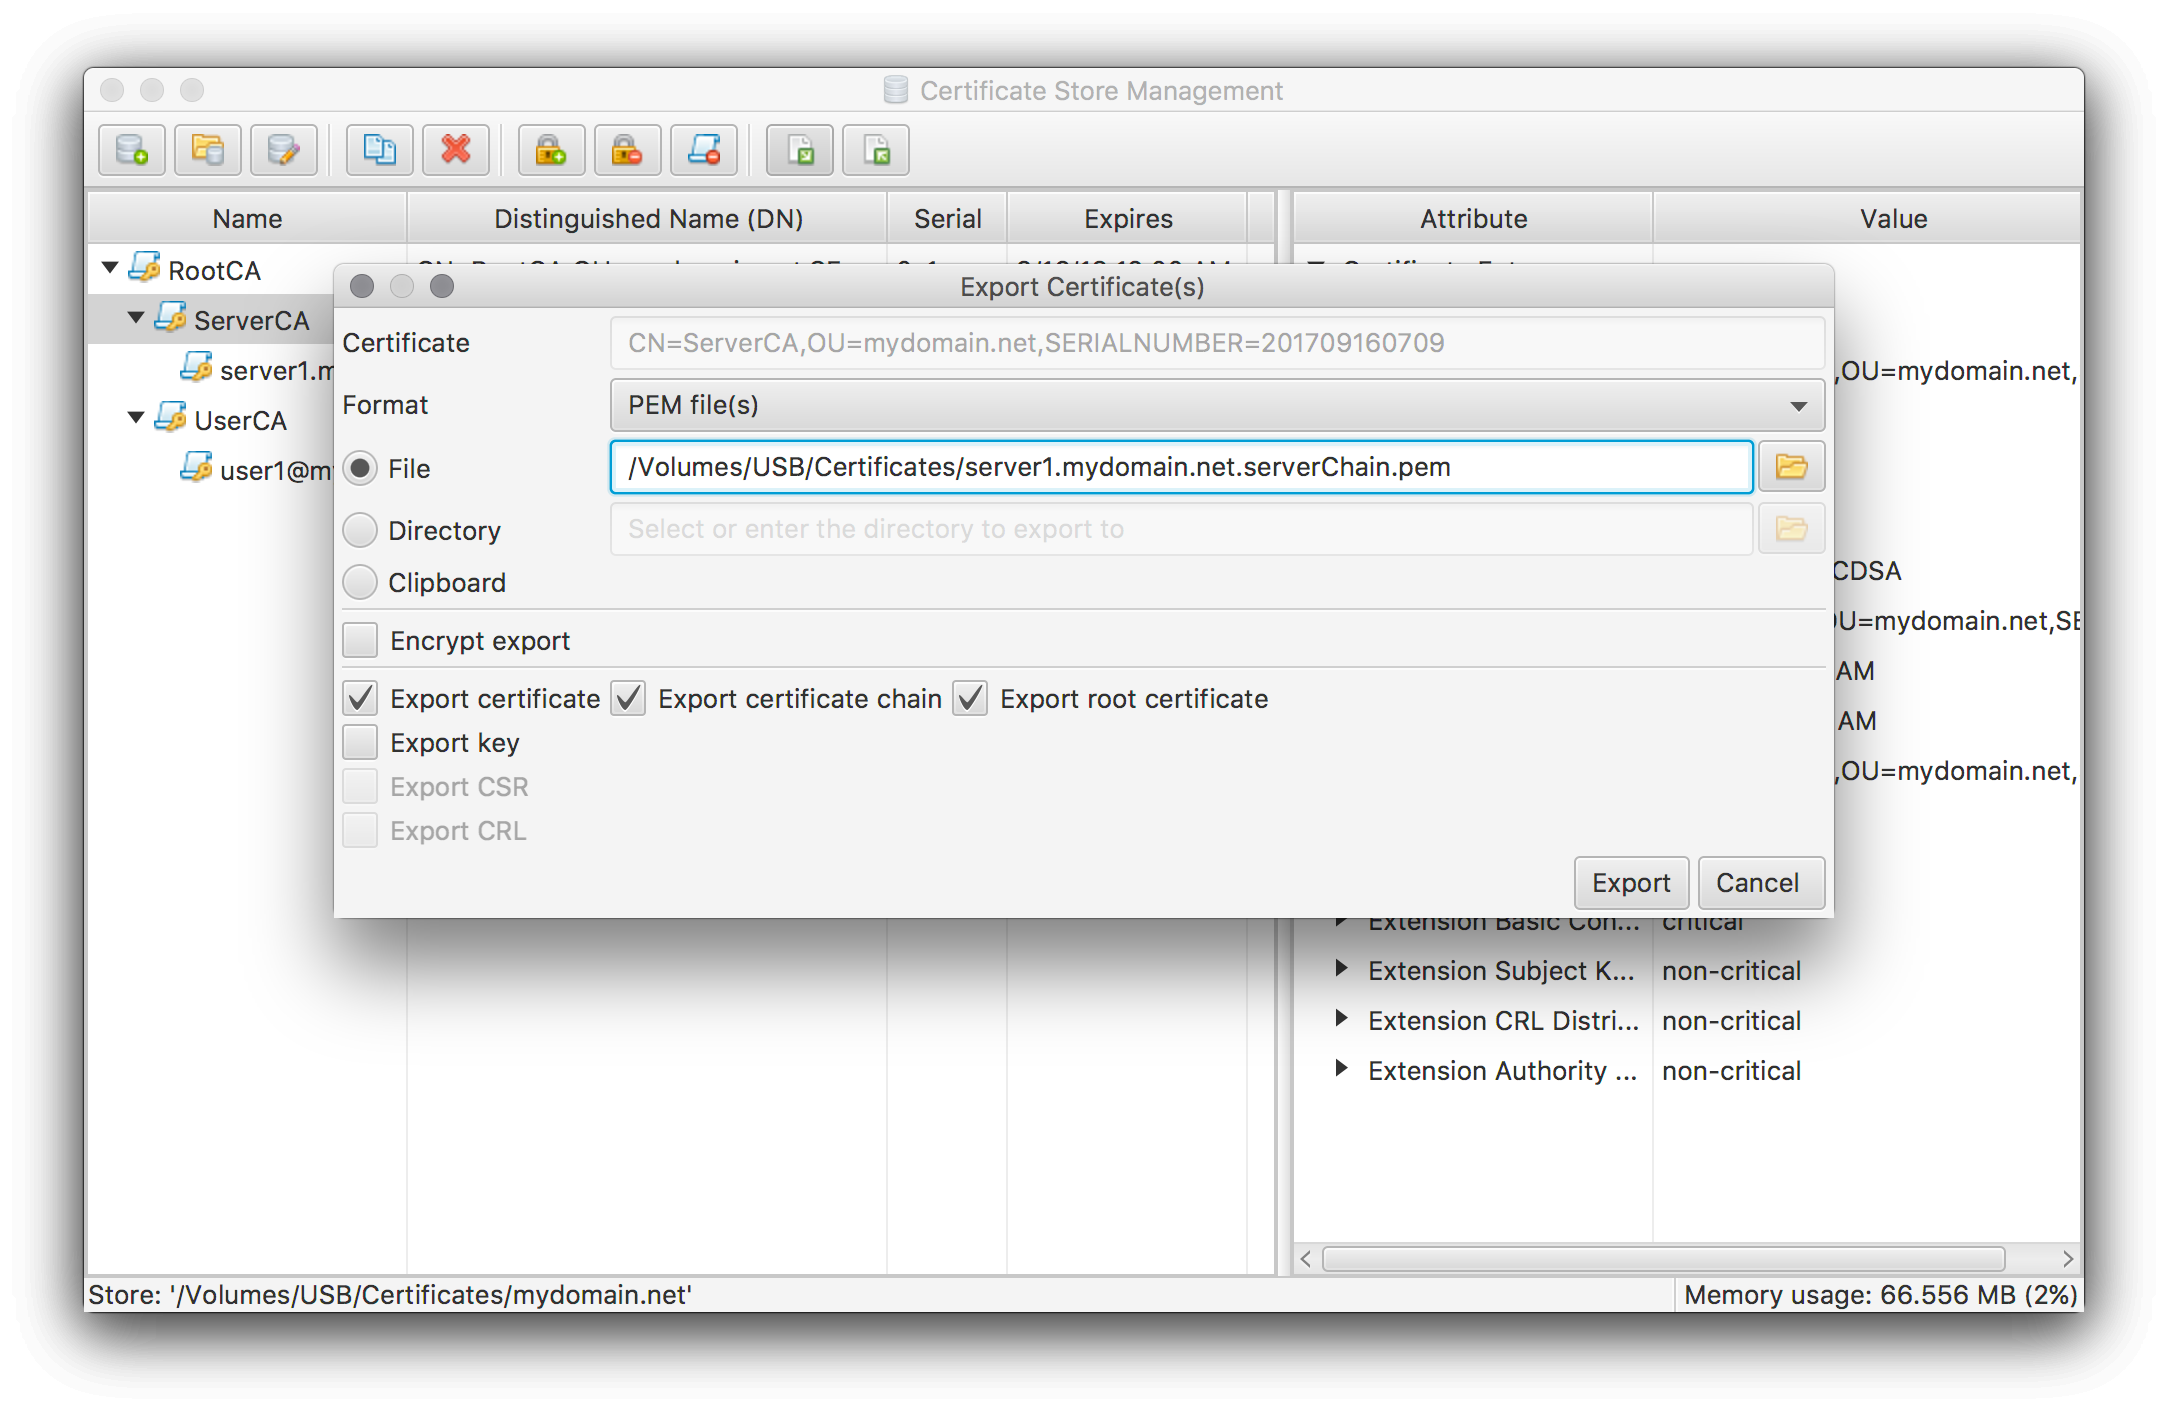 Certificate Store Management
Name Distinguished Name (DN) Serial Expires Attribute Value
RootCA
Export Certificate(s)
ServerCA
Certificate CN=ServerCA,OU=mydomain.net,SERIALNUMBER=201709160709
server1.m ,OU=mydomain.net,
Format PEM file(s)
UserCA
File /Volumes/USB/Certificates/server1.mydomain.net.serverChain.pem
user1@m
Directory Select or enter the directory to export to
Clipboard CDSA
OU=mydomain.net,SE
Encrypt export
AM
Export certificate Export certificate chain Export root certificate
AM
Export key
,OU=mydomain.net,
Export CSR
Export CRL
Export Cancel
Extension Basic Con... critical
Extension Subject K... non-critical
Extension CRL Distri... non-critical
Extension Authority ... non-critical
Store: '/Volumes/USB/Certificates/mydomain.net' Memory usage: 66.556 MB (2%)